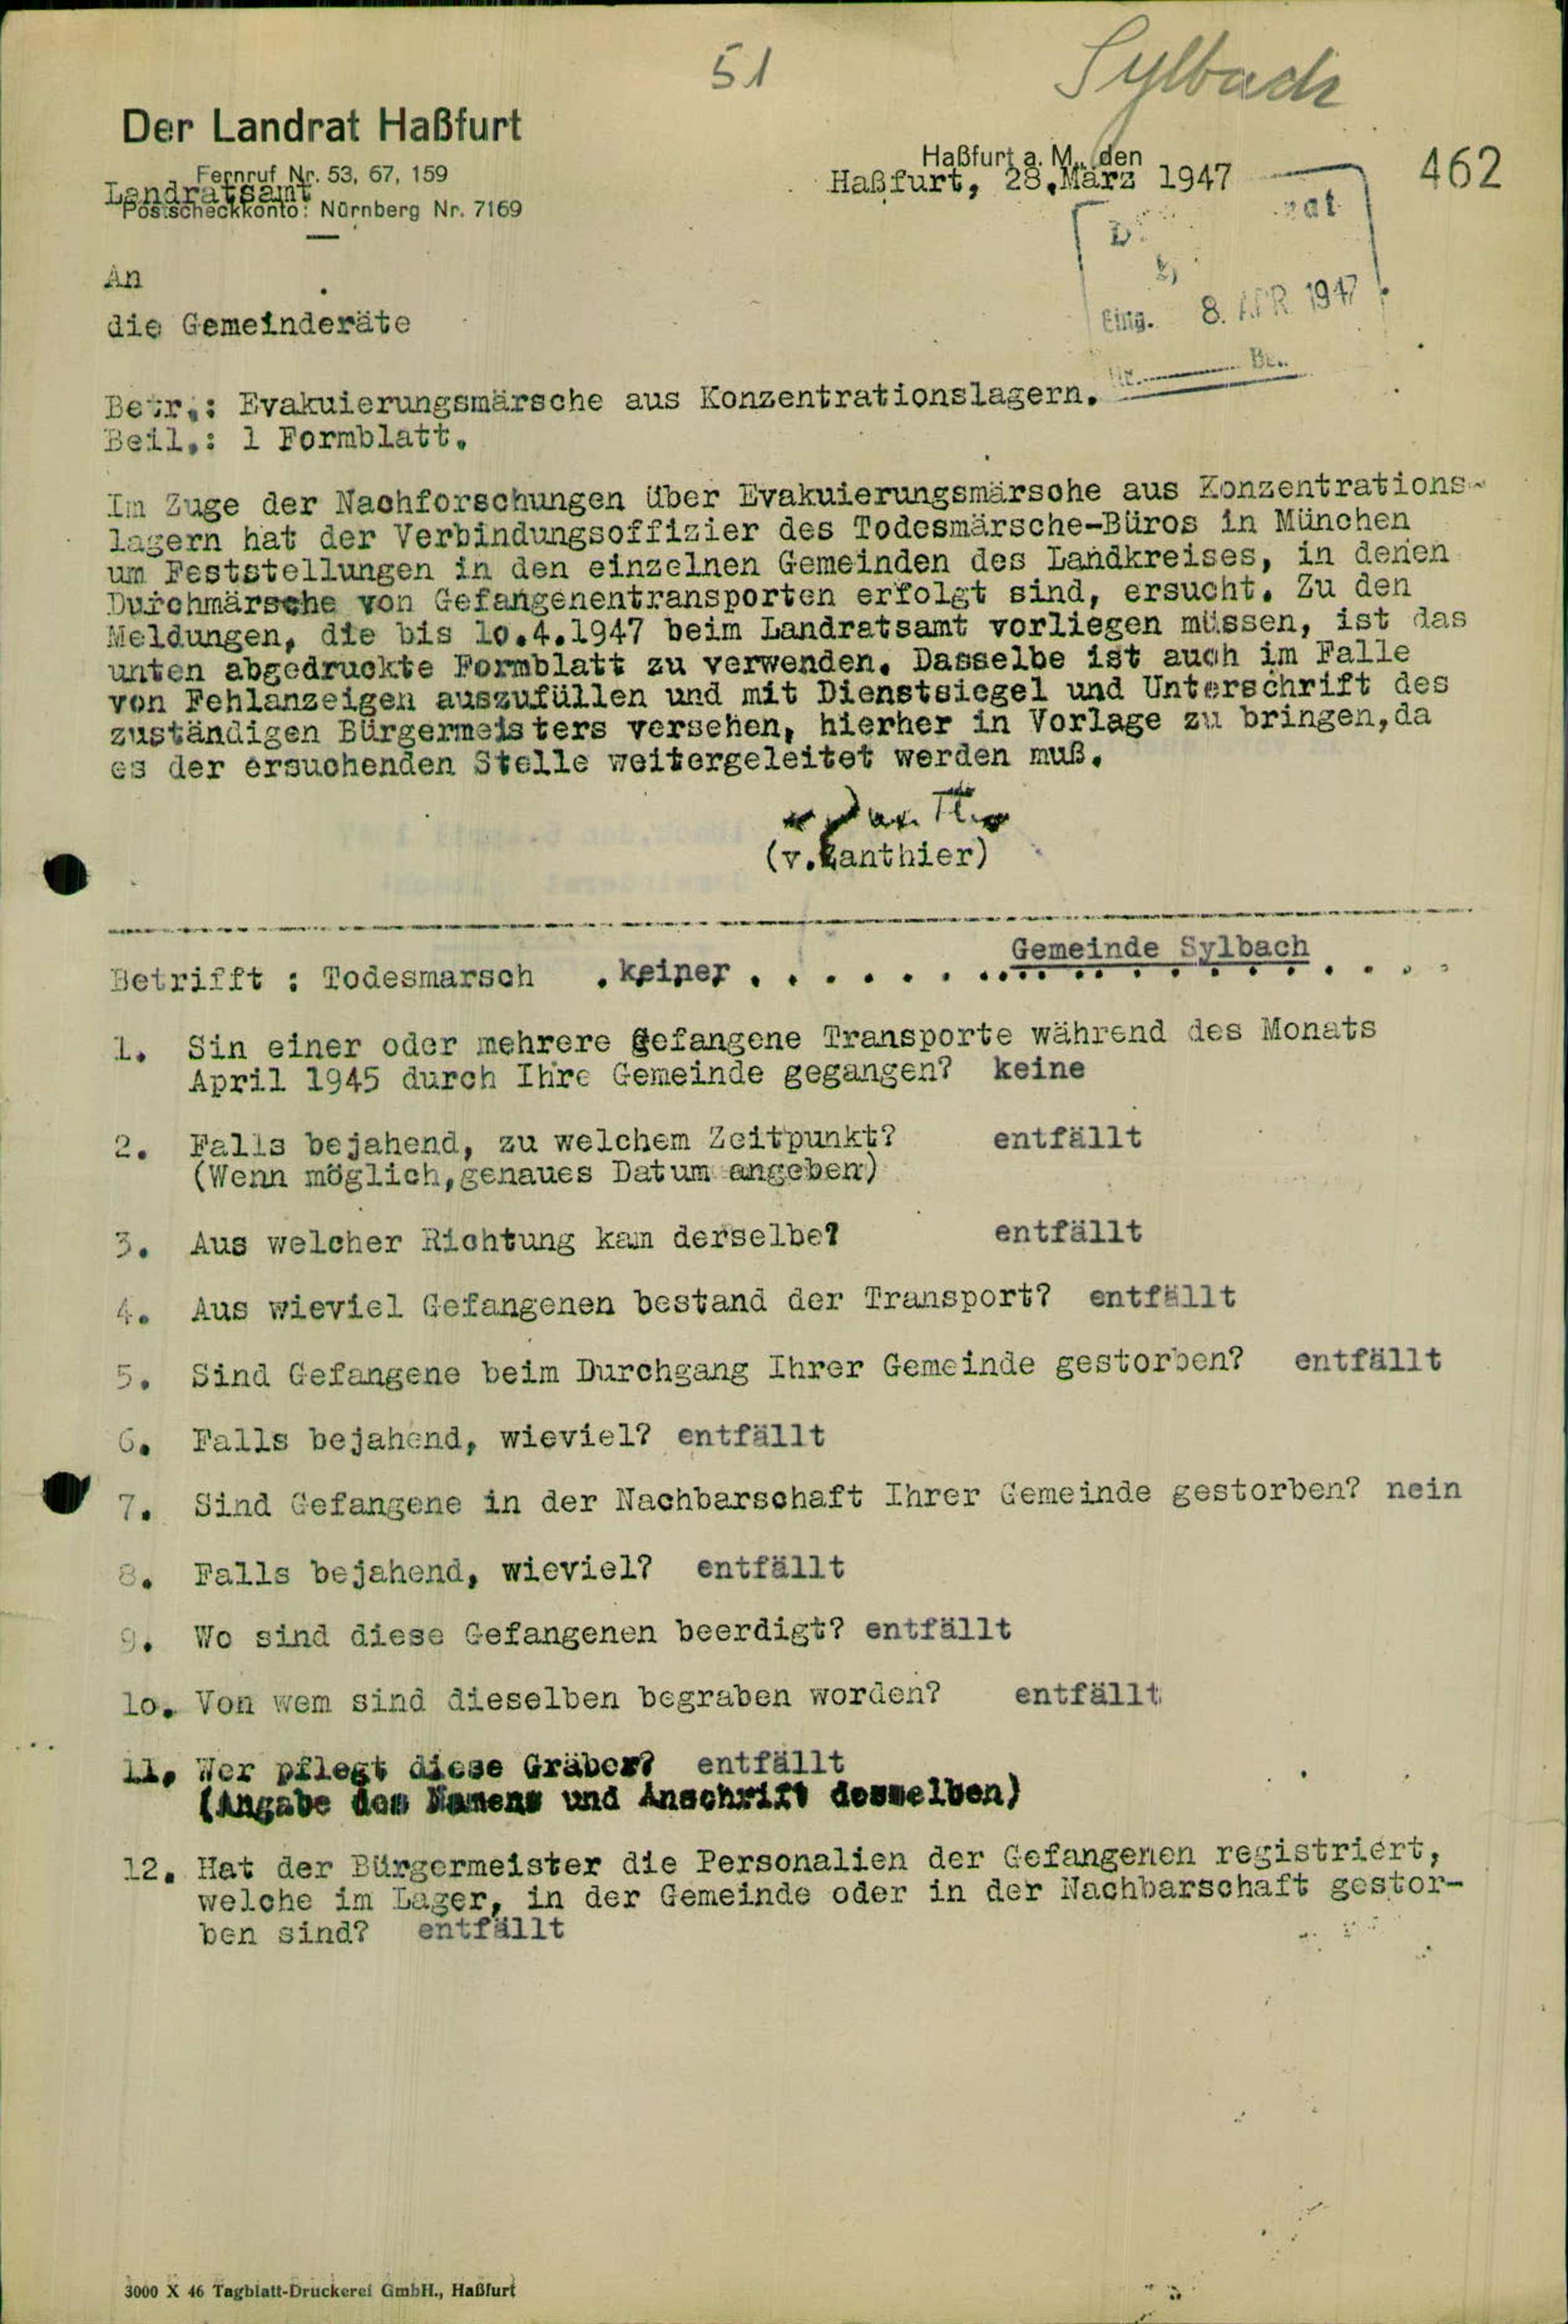 51
Sylbach
Der Landrat Haßfurt
Fernruf Nr. 53, 67, 159
Landratsamt
Postscheckkonto: Nürnberg Nr. 7169
Haßfurt a. M., den
Haßfurt, 28.März 1947
462
Eing. 8. APR 1947
An
die Gemeinderäte
Betr.: Evakuierungsmärsche aus Konzentrationslagern.
Beil.: 1 Formblatt.
Im Zuge der Nachforschungen über Evakuierungsmärsche aus Konzentrations-
lagern hat der Verbindungsoffizier des Todesmärsche-Büros in München
um Feststellungen in den einzelnen Gemeinden des Landkreises, in denen
Durchmärsche von Gefangenentransporten erfolgt sind, ersucht. Zu den
Meldungen, die bis 1o.4.1947 beim Landratsamt vorliegen müssen, ist das
unten abgedruckte Formblatt zu verwenden. Dasselbe ist auch im Falle
von Fehlanzeigen auszufüllen und mit Dienstsiegel und Unterschrift des
zuständigen Bürgermeisters versehen, hierher in Vorlage zu bringen,da
es der ersuchenden Stelle weitergeleitet werden muß.
(v.Zanthier)
Gemeinde Sylbach
Betrifft : Todesmarsch . keiner . . . . . . . . . . . . . . . . . .
1. Sin einer oder mehrere gefangene Transporte während des Monats
April 1945 durch Ihre Gemeinde gegangen? keine
2. Falls bejahend, zu welchem Zeitpunkt? entfällt
(Wenn möglich,genaues Datum angeben)
3. Aus welcher Richtung kam derselbe? entfällt
4. Aus wieviel Gefangenen bestand der Transport? entfällt
5. Sind Gefangene beim Durchgang Ihrer Gemeinde gestorben? entfällt
6. Falls bejahend, wieviel? entfällt
7. Sind Gefangene in der Nachbarschaft Ihrer Gemeinde gestorben? nein
8. Falls bejahend, wieviel? entfällt
9. Wo sind diese Gefangenen beerdigt? entfällt
1o. Von wem sind dieselben begraben worden? entfällt
11. Wer pflegt diese Gräber? entfällt
(Angabe des Namens und Anschrift desselben)
12. Hat der Bürgermeister die Personalien der Gefangenen registriert,
welche im Lager, in der Gemeinde oder in der Nachbarschaft gestor-
ben sind? entfällt
3000 X 46 Tagblatt-Druckerei GmbH., Haßfurt